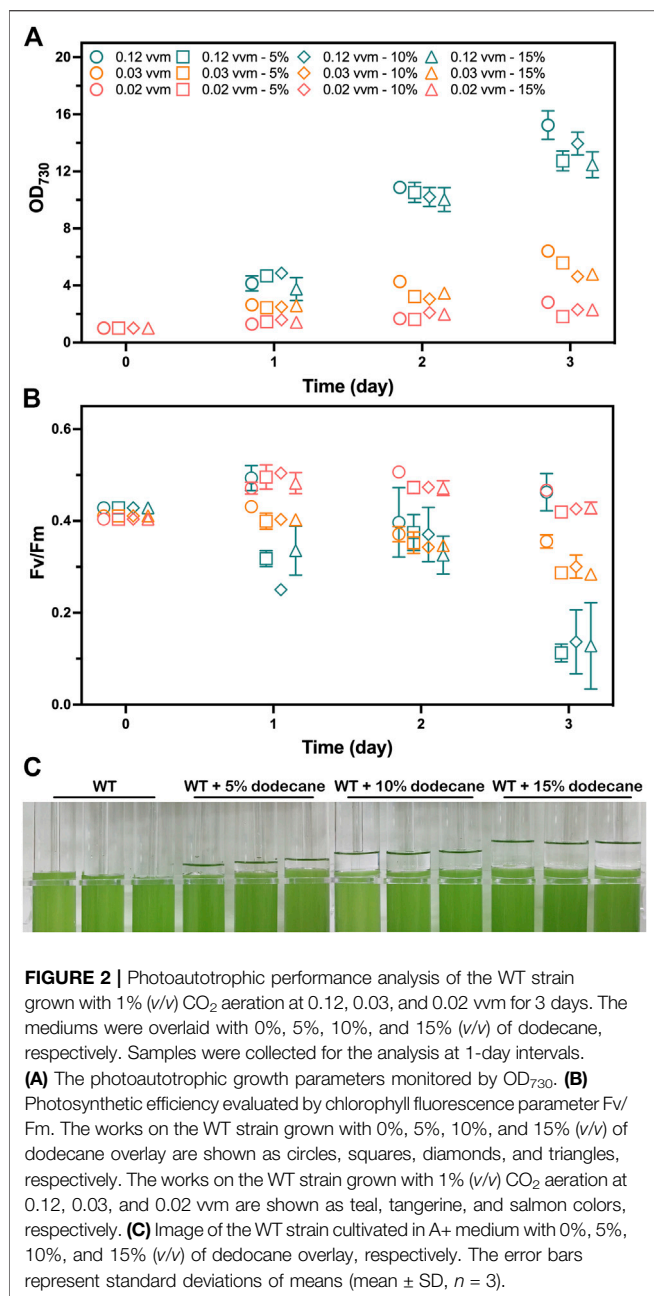 A
20
0.12 vvm 0.12 vvm - 5% 0.12 vvm - 10% 0.12 vvm - 15%
0.03 vvm 0.03 vvm - 5% 0.03 vvm - 10% 0.03 vvm - 15%
0.02 vvm 0.02 vvm - 5% 0.02 vvm - 10% 0.02 vvm - 15%
16
12
8
4
0
OD730
0 1 2 3
Time (day)
B
0.6
0.4
0.2
0.0
Fv/Fm
0 1 2 3
Time (day)
C
WT WT + 5% dodecane WT + 10% dodecane WT + 15% dodecane
FIGURE 2 | Photoautotrophic performance analysis of the WT strain
grown with 1% (v/v) CO2 aeration at 0.12, 0.03, and 0.02 vvm for 3 days. The
mediums were overlaid with 0%, 5%, 10%, and 15% (v/v) of dodecane,
respectively. Samples were collected for the analysis at 1-day intervals.
(A) The photoautotrophic growth parameters monitored by OD730. (B)
Photosynthetic efficiency evaluated by chlorophyll fluorescence parameter Fv/
Fm. The works on the WT strain grown with 0%, 5%, 10%, and 15% (v/v) of
dodecane overlay are shown as circles, squares, diamonds, and triangles,
respectively. The works on the WT strain grown with 1% (v/v) CO2 aeration at
0.12, 0.03, and 0.02 vvm are shown as teal, tangerine, and salmon colors,
respectively. (C) Image of the WT strain cultivated in A+ medium with 0%, 5%,
10%, and 15% (v/v) of dedocane overlay, respectively. The error bars
represent standard deviations of means (mean ± SD, n = 3).